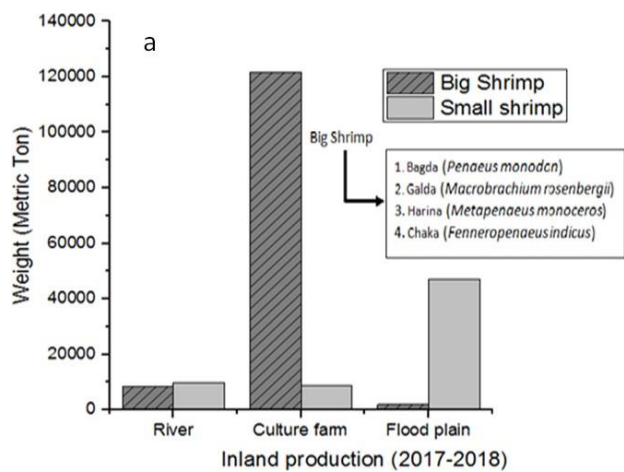 a
140000
120000
100000
80000
60000
40000
20000
0
Weight (Metric Ton)
Big Shrimp
Small shrimp
Big Shrimp
1. Bagda (Penaeus monodcn)
2. Galda (Macrobrachium rosenbergii)
3. Harina (Metapenaeus monoceros)
4. Chaka (Fenneropenaeus indicus)
River Culture farm Flood plain
Inland production (2017-2018)